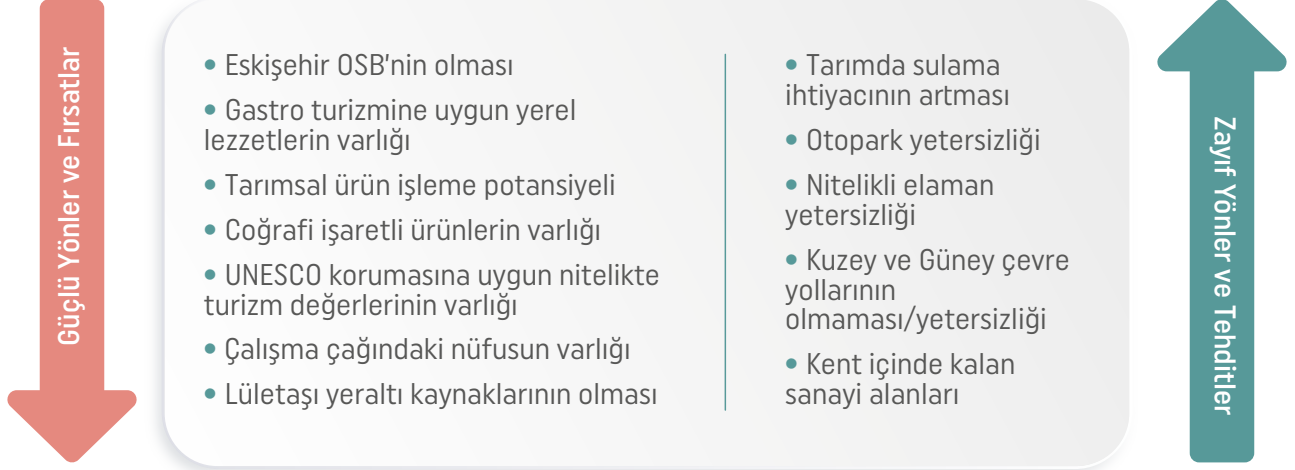 Güçlü Yönler ve Fırsatlar
• Eskişehir OSB'nin olması
• Gastro turizmine uygun yerel
lezzetlerin varlığı
• Tarımsal ürün işleme potansiyeli
• Coğrafi işaretli ürünlerin varlığı
• UNESCO korumasına uygun nitelikte
turizm değerlerinin varlığı
• Çalışma çağındaki nüfusun varlığı
• Lületaşı yeraltı kaynaklarının olması
• Tarımda sulama
ihtiyacının artması
• Otopark yetersizliği
• Nitelikli elaman
yetersizliği
• Kuzey ve Güney çevre
yollarının
olmaması/yetersizliği
• Kent içinde kalan
sanayi alanları
Zayıf Yönler ve Tehditler